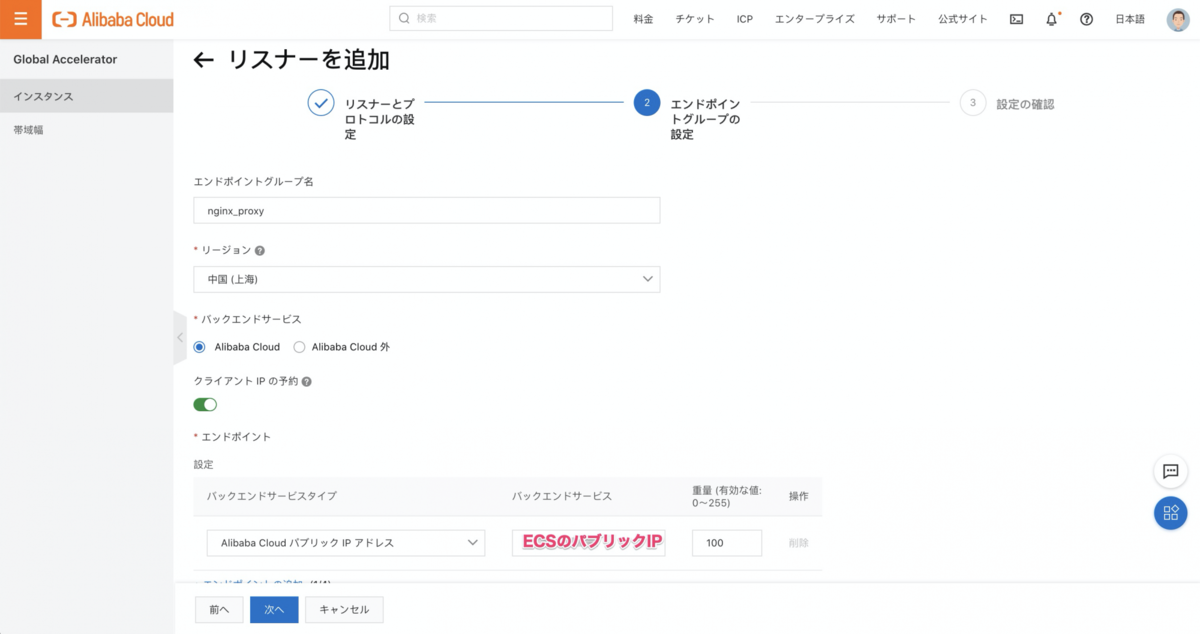 Alibaba Cloud
検索
料金 チケット ICP エンタープライズ サポート 公式サイト 日本語
Global Accelerator
インスタンス
帯域幅
← リスナーを追加
リスナーとプ
ロトコルの設
定
2
エンドポイン
トグループの
設定
3
設定の確認
エンドポイントグループ名
nginx_proxy
* リージョン
中国 (上海)
* バックエンドサービス
Alibaba Cloud Alibaba Cloud 外
クライアント IP の予約
* エンドポイント
設定
バックエンドサービスタイプ バックエンドサービス 重量 (有効な値: 0〜255) 操作
Alibaba Cloud パブリック IP アドレス ECSのパブリックIP 100 削除
エンドポイントの追加 (1/4)
前へ 次へ キャンセル